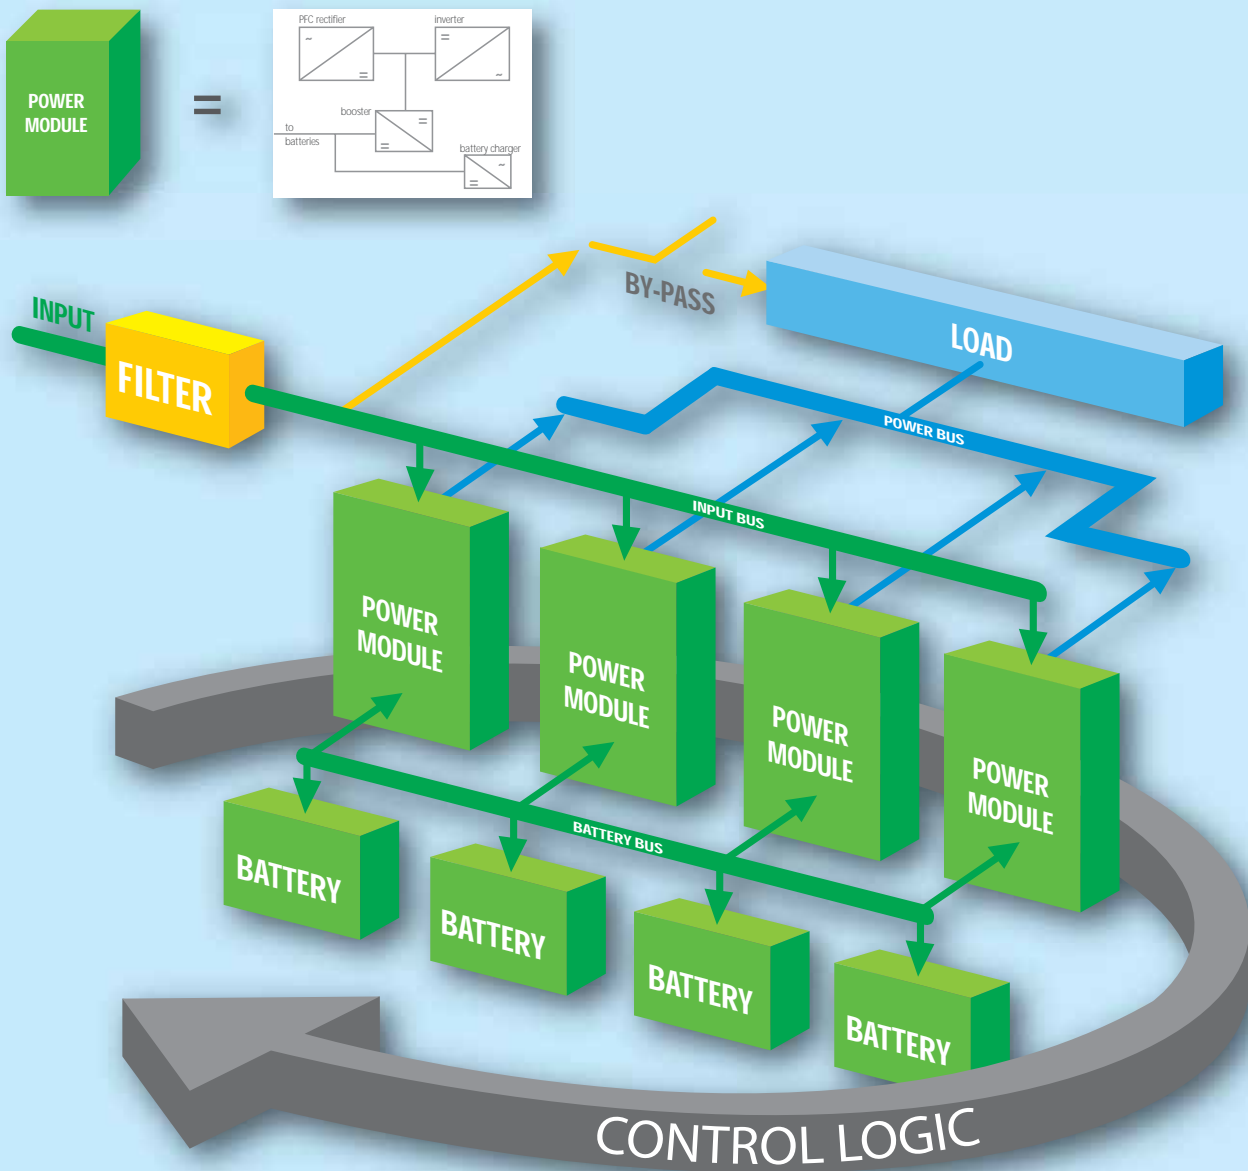 PFC rectifier
inverter
~
=
=
~
POWER
MODULE
=
booster
=
=
to
batteries
battery charger
~
=
INPUT
FILTER
BY-PASS
LOAD
POWER BUS
INPUT BUS
POWER
MODULE
POWER
MODULE
POWER
MODULE
POWER
MODULE
BATTERY BUS
BATTERY
BATTERY
BATTERY
BATTERY
CONTROL LOGIC